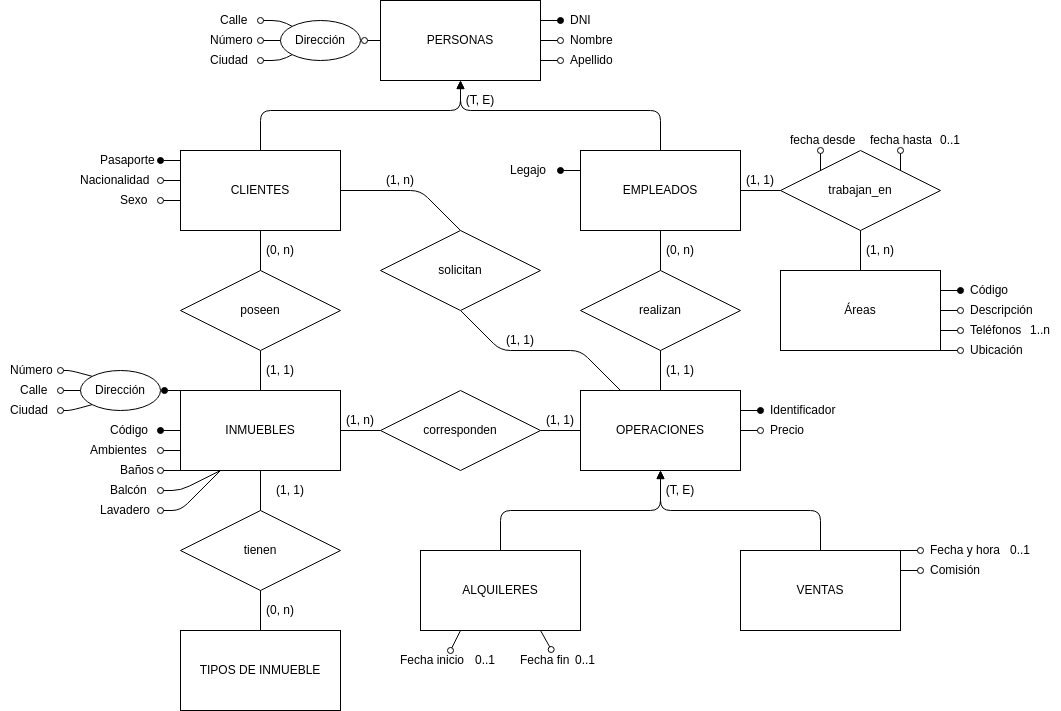 Calle
Número
Ciudad
Dirección
PERSONAS
DNI
Nombre
Apellido
(T, E)
Pasaporte
Nacionalidad
Sexo
CLIENTES
(1, n)
Legajo
EMPLEADOS
(1, 1)
fecha desde
fecha hasta 0..1
trabajan_en
(0, n)
solicitan
(0, n)
(1, n)
poseen
realizan
Áreas
Código
Descripción
Teléfonos 1..n
Ubicación
(1, 1)
(1, 1)
(1, 1)
Número
Calle
Ciudad
Dirección
Código
Ambientes
Baños
Balcón
Lavadero
INMUEBLES
(1, n)
corresponden
(1, 1)
OPERACIONES
Identificador
Precio
(1, 1)
(T, E)
tienen
(0, n)
TIPOS DE INMUEBLE
ALQUILERES
Fecha inicio 0..1
Fecha fin 0..1
VENTAS
Fecha y hora 0..1
Comisión